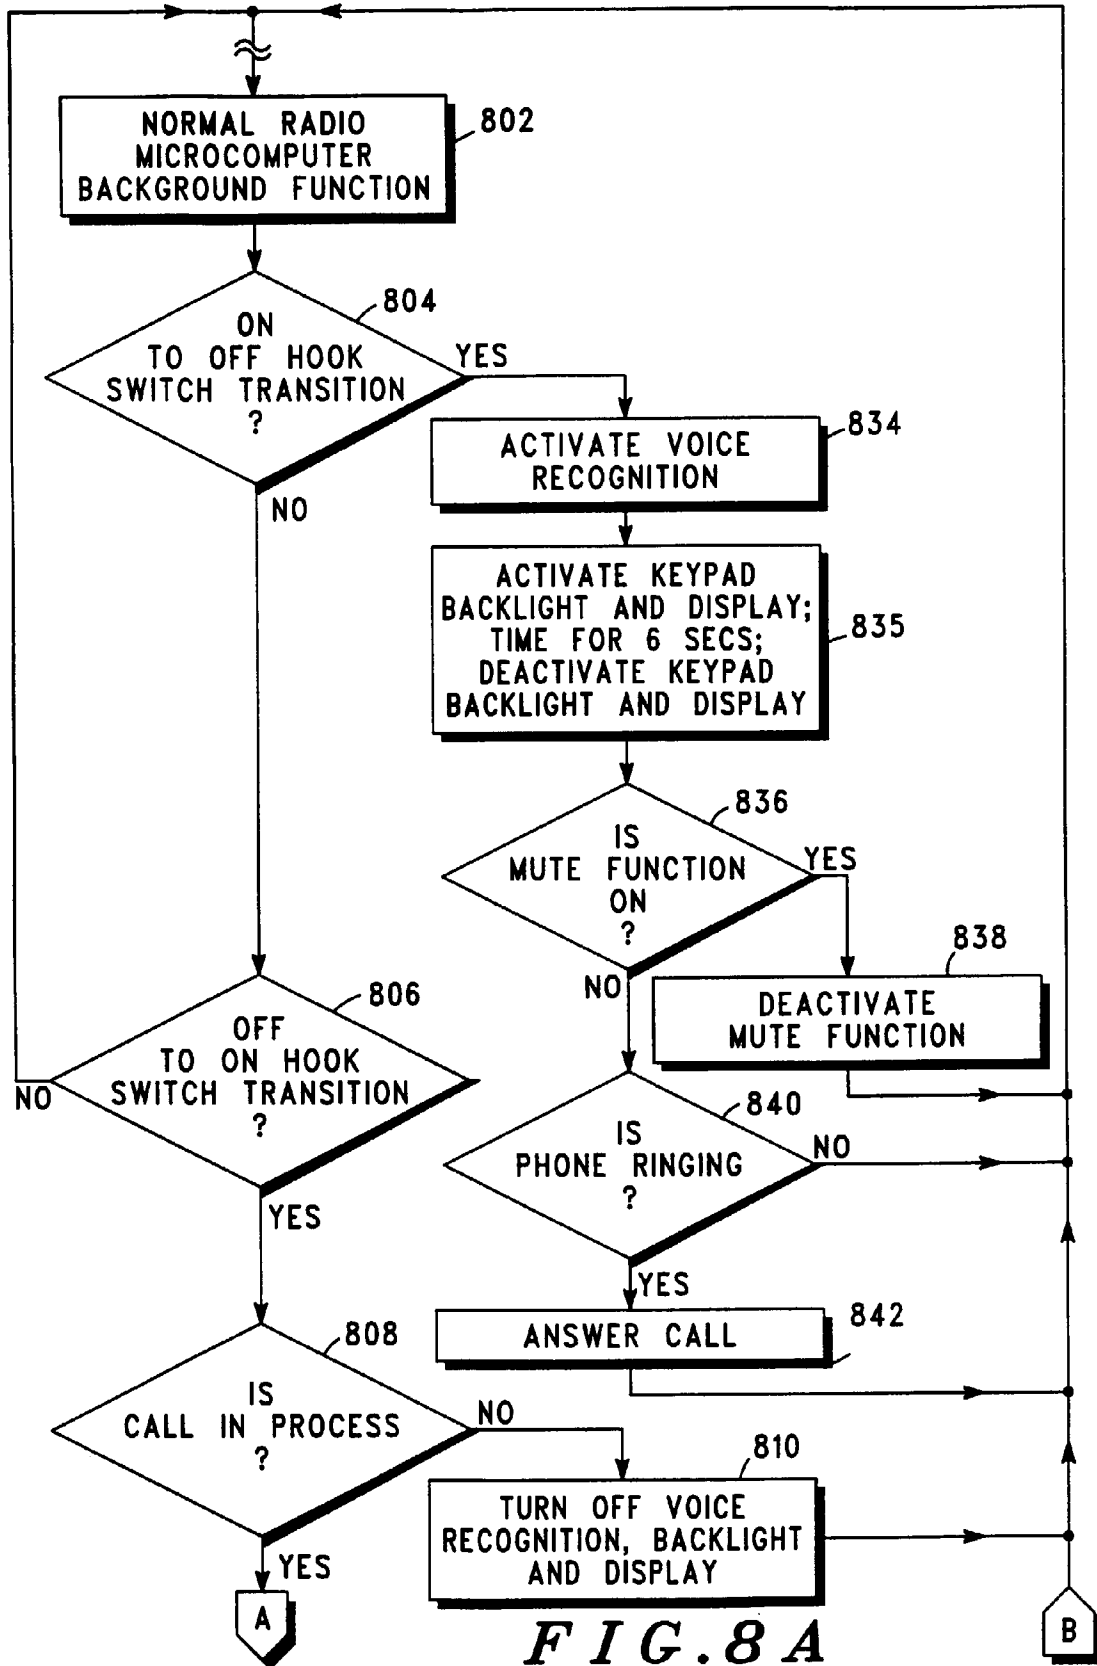 NORMAL RADIO
MICROCOMPUTER
BACKGROUND FUNCTION
802
ON
TO OFF HOOK
SWITCH TRANSITION
?
804
YES
NO
ACTIVATE VOICE
RECOGNITION
834
ACTIVATE KEYPAD
BACKLIGHT AND DISPLAY;
TIME FOR 6 SECS;
DEACTIVATE KEYPAD
BACKLIGHT AND DISPLAY
835
IS
MUTE FUNCTION
ON
?
836
YES
NO
DEACTIVATE
MUTE FUNCTION
838
OFF
TO ON HOOK
SWITCH TRANSITION
?
806
NO
YES
IS
PHONE RINGING
?
840
NO
YES
ANSWER CALL
842
IS
CALL IN PROCESS
?
808
NO
YES
TURN OFF VOICE
RECOGNITION, BACKLIGHT
AND DISPLAY
810
A
B
FIG.8A